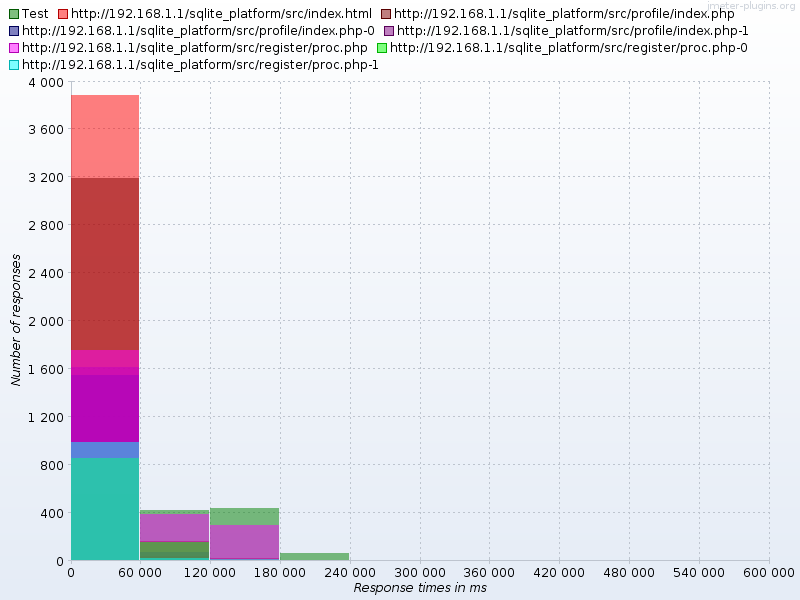 jmeter-plugins.org
Test http://192.168.1.1/sqlite_platform/src/index.html http://192.168.1.1/sqlite_platform/src/profile/index.php
http://192.168.1.1/sqlite_platform/src/profile/index.php-0 http://192.168.1.1/sqlite_platform/src/profile/index.php-1
http://192.168.1.1/sqlite_platform/src/register/proc.php http://192.168.1.1/sqlite_platform/src/register/proc.php-0
http://192.168.1.1/sqlite_platform/src/register/proc.php-1
4 000
3 600
3 200
2 800
2 400
2 000
1 600
1 200
800
400
0
Number of responses
0 60 000 120 000 180 000 240 000 300 000 360 000 420 000 480 000 540 000 600 000
Response times in ms